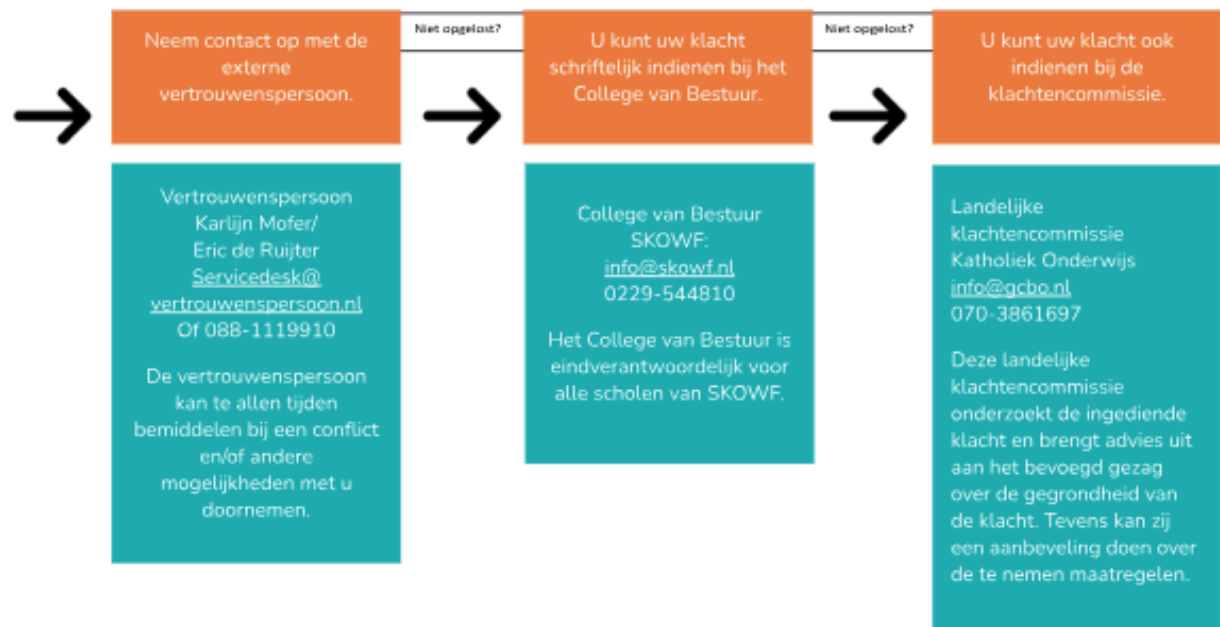 Neem contact op met de
externe
vertrouwenspersoon.
Niet opgelost?
U kunt uw klacht
schriftelijk indienen bij het
College van Bestuur.
Niet opgelost?
U kunt uw klacht ook
indienen bij de
klachtencommissie.
Vertrouwenspersoon
Karlijn Mofer/
Eric de Ruijter
Servicedesk@
vertrouwenspersoon.nl
Of 088-1119910
De vertrouwenspersoon
kan te allen tijden
bemiddelen bij een conflict
en/of andere
mogelijkheden met u
doornemen.
College van Bestuur
SKOWF:
info@skowf.nl
0229-544810
Het College van Bestuur is
eindverantwoordelijk voor
alle scholen van SKOWF.
Landelijke
klachtencommissie
Katholiek Onderwijs
info@gcbo.nl
070-3861697
Deze landelijke
klachtencommissie
onderzoekt de ingediende
klacht en brengt advies uit
aan het bevoegd gezag
over de gegrondheid van
de klacht. Tevens kan zij
een aanbeveling doen over
de te nemen maatregelen.